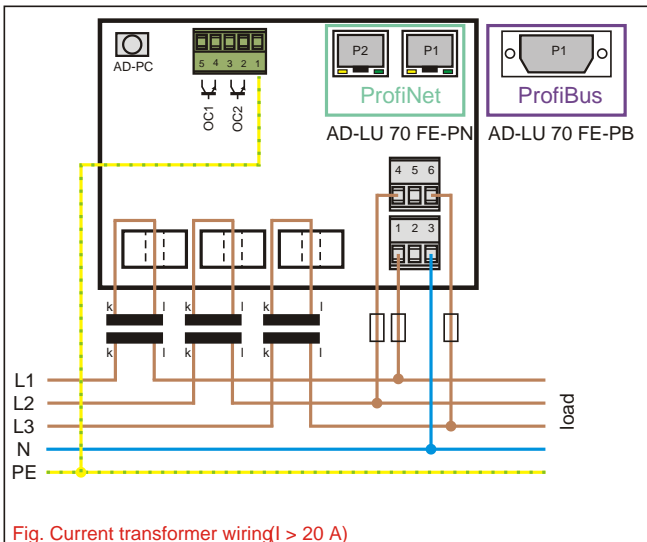 AD-PC
5 4 3 2 1
OC1
OC2
P2
P1
ProfiNet
P1
ProfiBus
AD-LU 70 FE-PN
AD-LU 70 FE-PB
4 5 6
1 2 3
k l k l k l
k l k l k l
L1
L2
L3
N
PE
load
Fig. Current transformer wiring(I > 20 A)